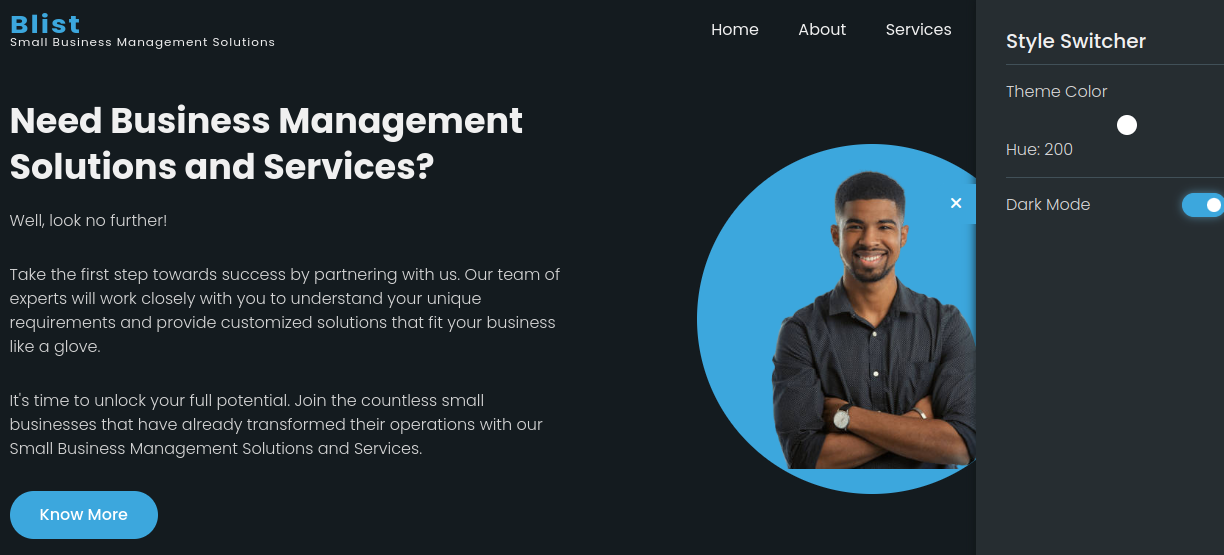 Blist
Small Business Management Solutions
Home About Services
Need Business Management
Solutions and Services?
Well, look no further!
Take the first step towards success by partnering with us. Our team of
experts will work closely with you to understand your unique
requirements and provide customized solutions that fit your business
like a glove.
It's time to unlock your full potential. Join the countless small
businesses that have already transformed their operations with our
Small Business Management Solutions and Services.
Know More
Style Switcher
Theme Color
Hue: 200
Dark Mode